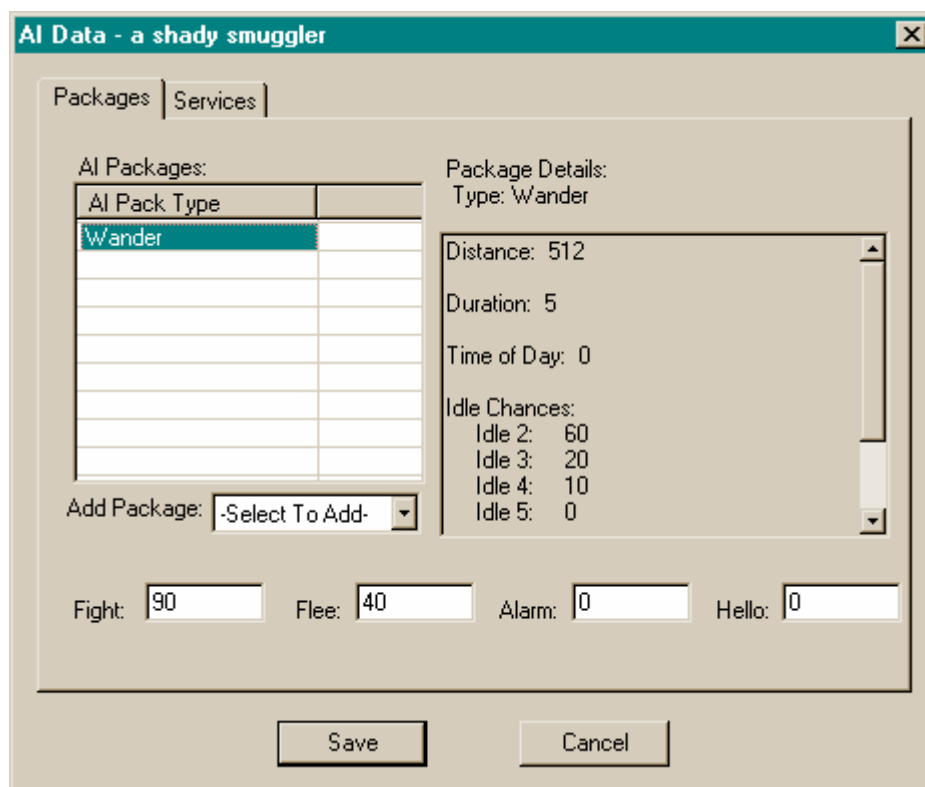 AI Data - a shady smuggler
Packages Services
AI Packages:
AI Pack Type
Wander
Add Package: -Select To Add-
Package Details:
Type: Wander
Distance: 512
Duration: 5
Time of Day: 0
Idle Chances:
Idle 2: 60
Idle 3: 20
Idle 4: 10
Idle 5: 0
Fight: 90 Flee: 40 Alarm: 0 Hello: 0
Save Cancel